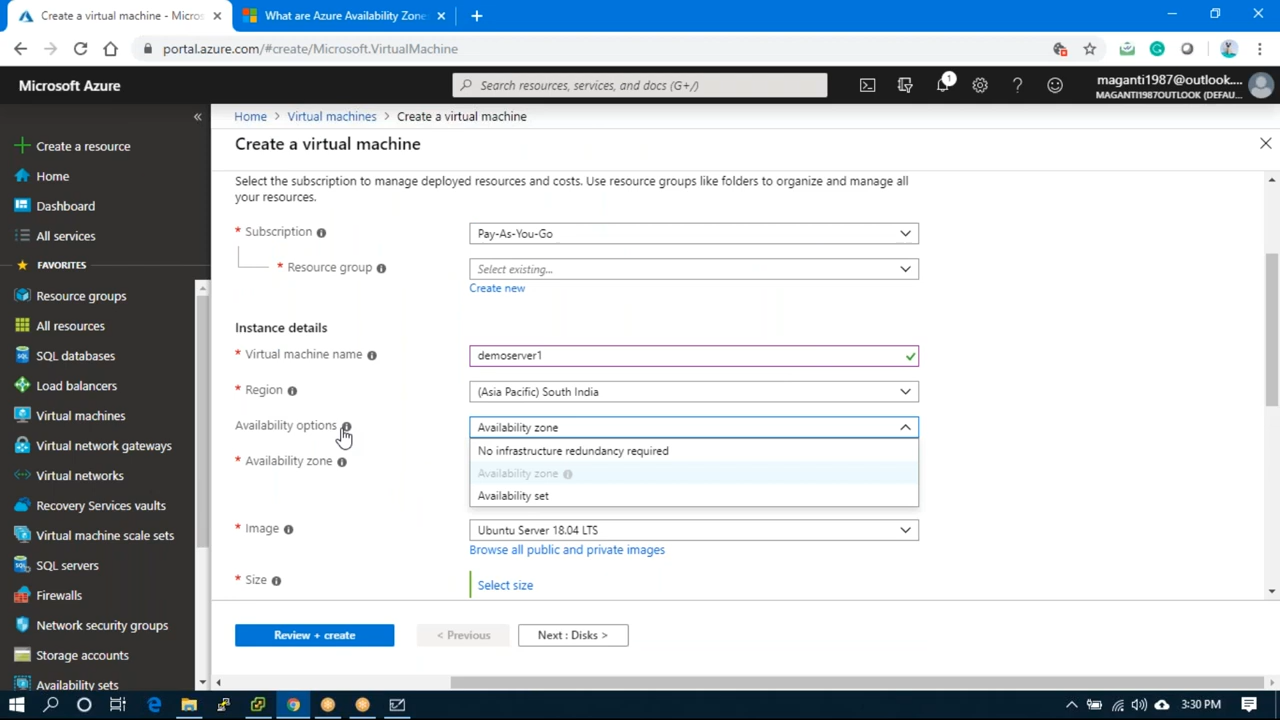 Create a virtual machine - Micros
What are Azure Availability Zone
portal.azure.com/#create/Microsoft.VirtualMachine
Microsoft Azure
Search resources, services, and docs (G+/)
1
maganti1987@outlook....
MAGANTI1987OUTLOOK (DEFAU...
Create a resource
Home
Dashboard
All services
FAVORITES
Resource groups
All resources
SQL databases
Load balancers
Virtual machines
Virtual network gateways
Virtual networks
Recovery Services vaults
Virtual machine scale sets
SQL servers
Firewalls
Network security groups
Storage accounts
Availability sets
Home > Virtual machines > Create a virtual machine
Create a virtual machine
Select the subscription to manage deployed resources and costs. Use resource groups like folders to organize and manage all
your resources.
* Subscription
Pay-As-You-Go
* Resource group
Select existing...
Create new
Instance details
* Virtual machine name
demoserver1
* Region
(Asia Pacific) South India
Availability options
Availability zone
No infrastructure redundancy required
* Availability zone
Availability zone
Availability set
* Image
Ubuntu Server 18.04 LTS
Browse all public and private images
* Size
Select size
Review + create
< Previous
Next : Disks >
3:30 PM